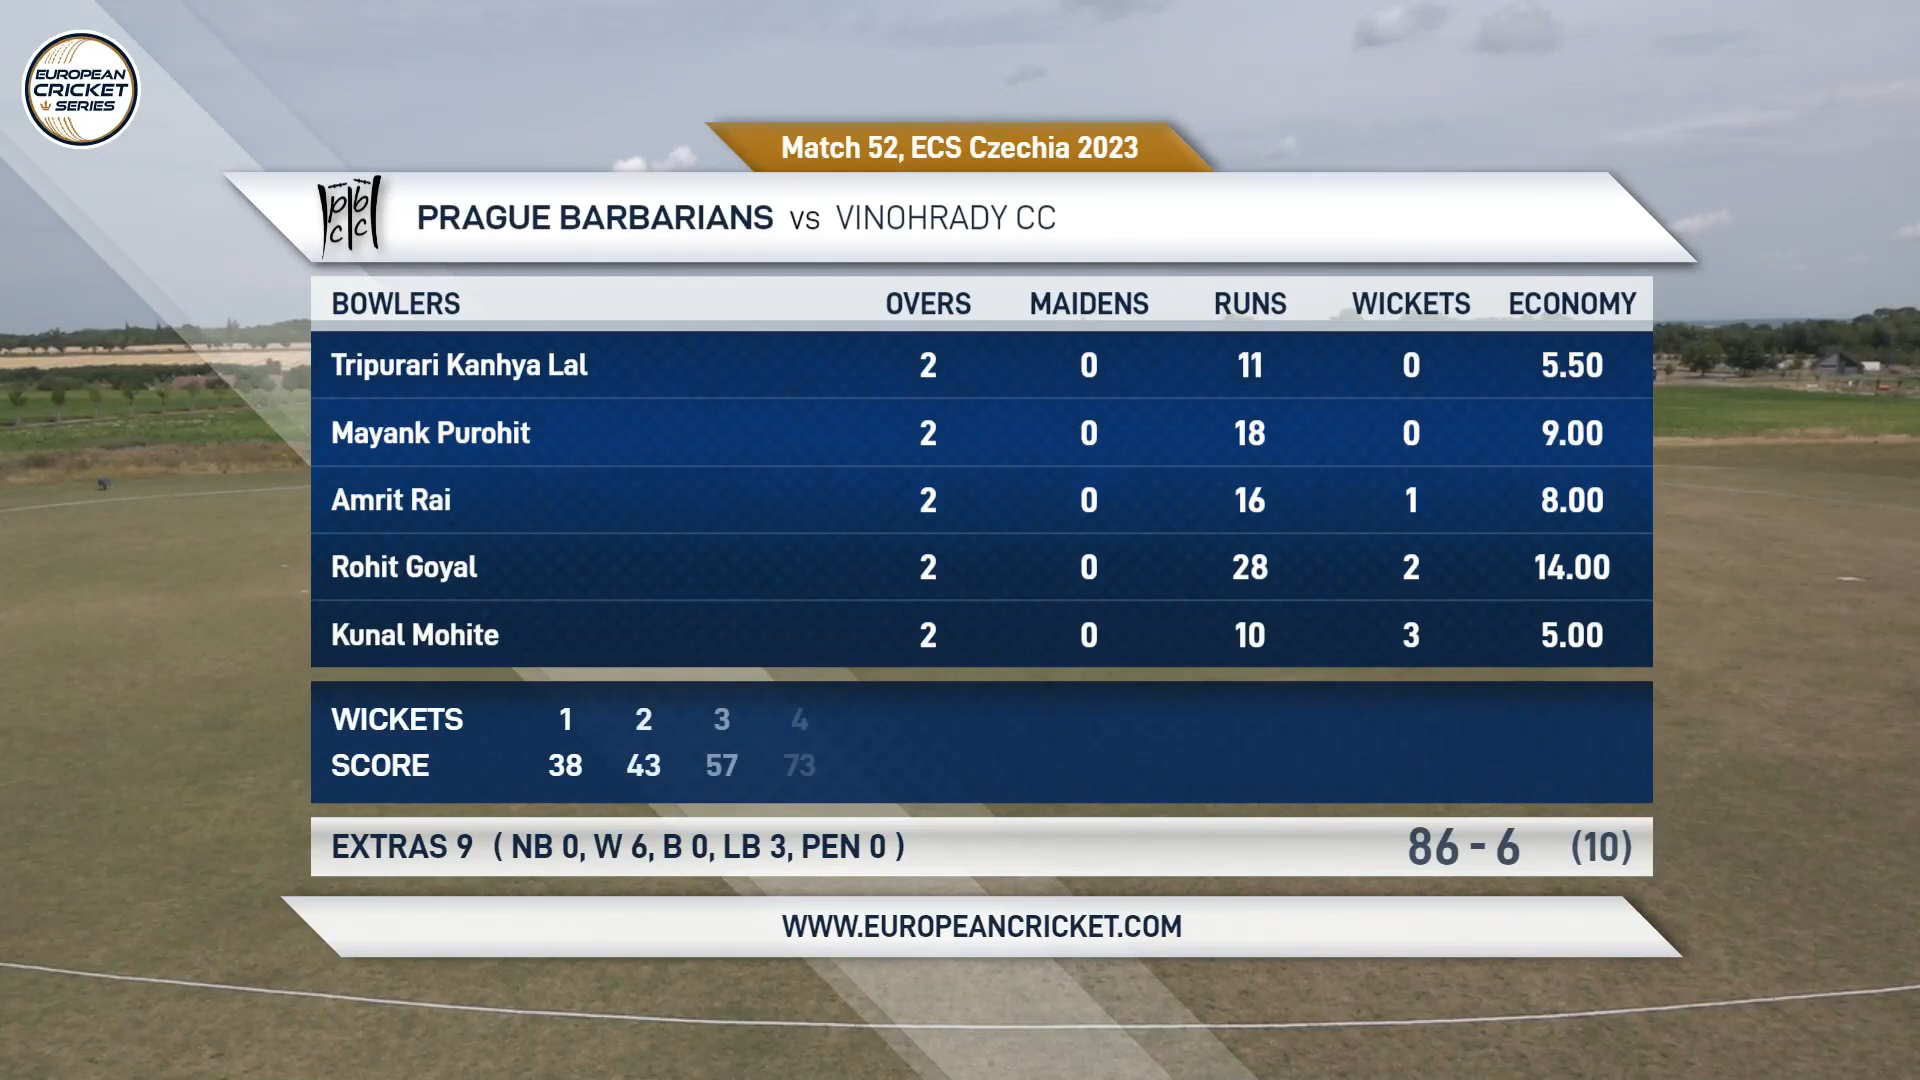 EUROPEAN
CRICKET
SERIES
Match 52, ECS Czechia 2023
pb
cc
PRAGUE BARBARIANS vs VINOHRADY CC
BOWLERS OVERS MAIDENS RUNS WICKETS ECONOMY
Tripurari Kanhya Lal 2 0 11 0 5.50
Mayank Purohit 2 0 18 0 9.00
Amrit Rai 2 0 16 1 8.00
Rohit Goyal 2 0 28 2 14.00
Kunal Mohite 2 0 10 3 5.00
WICKETS 1 2 3 4
SCORE 38 43 57 73
EXTRAS 9 ( NB 0, W 6, B 0, LB 3, PEN 0 ) 86 - 6 (10)
WWW.EUROPEANCRICKET.COM